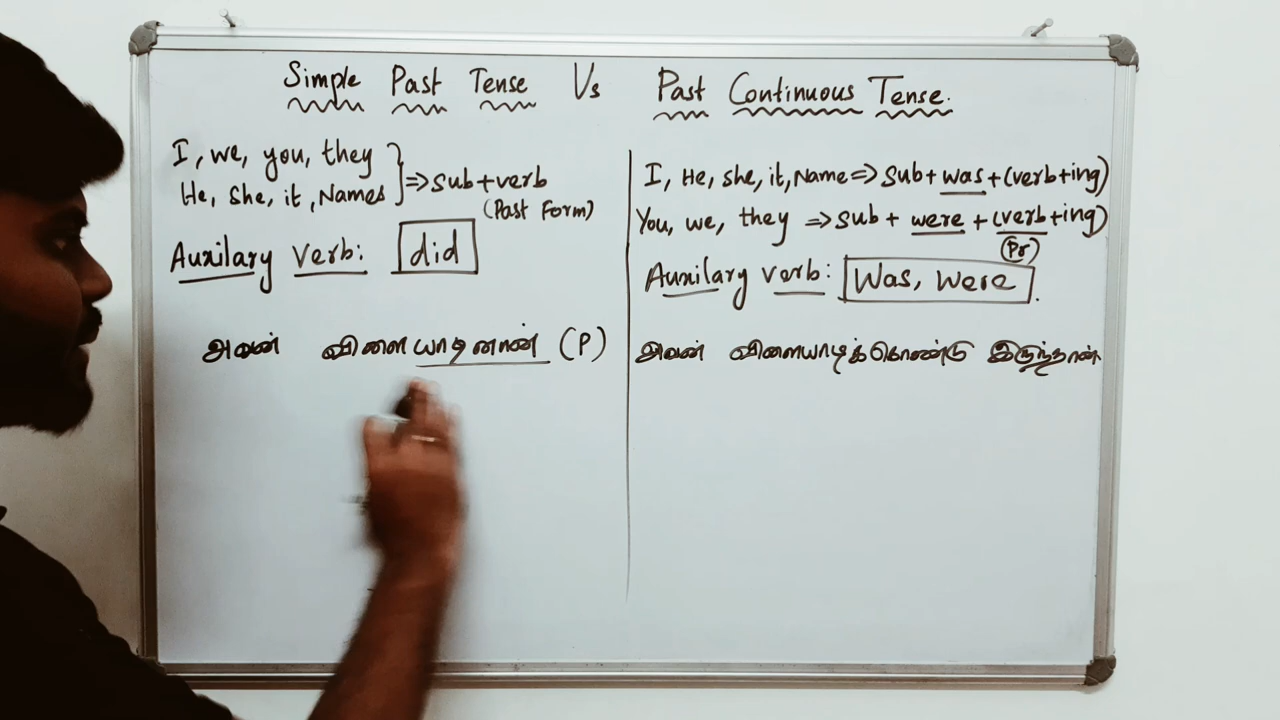 Simple Past Tense Vs Past Continuous Tense.
I, we, you, they
He, She, it, Names } ⇒ Sub + verb
(Past Form)
Auxilary Verb: did
அவன் விளையாடினான் (P)
I, He, she, it, Name ⇒ Sub + was + (verb+ing)
You, we, they ⇒ sub + were + (verb+ing)
(Pr)
Auxilary verb: Was, Were.
அவன் விளையாடிக்கொண்டு இருந்தான்.